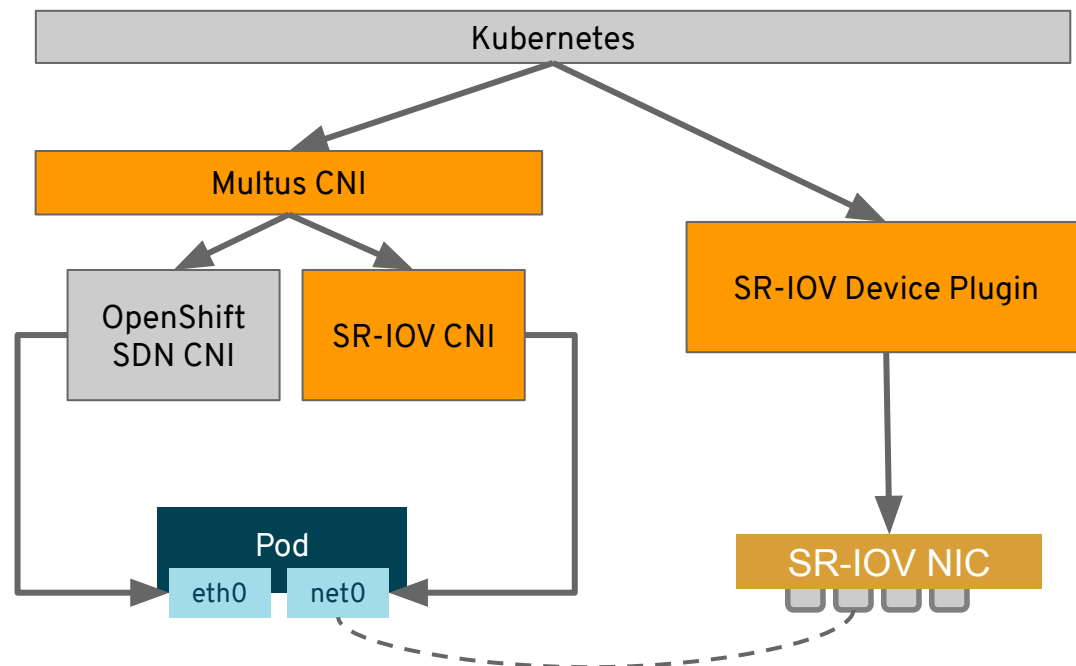 Kubernetes
Multus CNI
OpenShift
SDN CNI
SR-IOV CNI
SR-IOV Device Plugin
Pod
eth0
net0
SR-IOV NIC